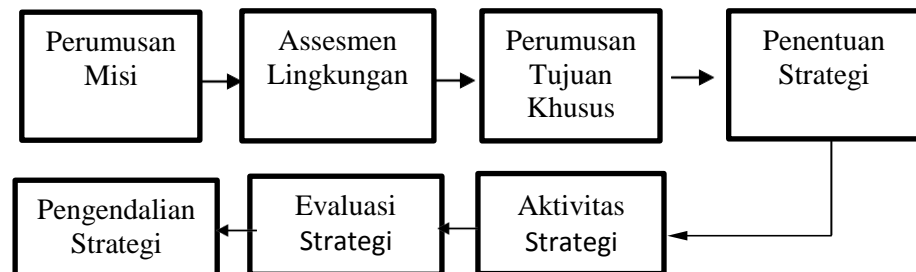 Perumusan
Misi
Assesmen
Lingkungan
Perumusan
Tujuan
Khusus
Penentuan
Strategi
Pengendalian
Strategi
Evaluasi
Strategi
Aktivitas
Strategi